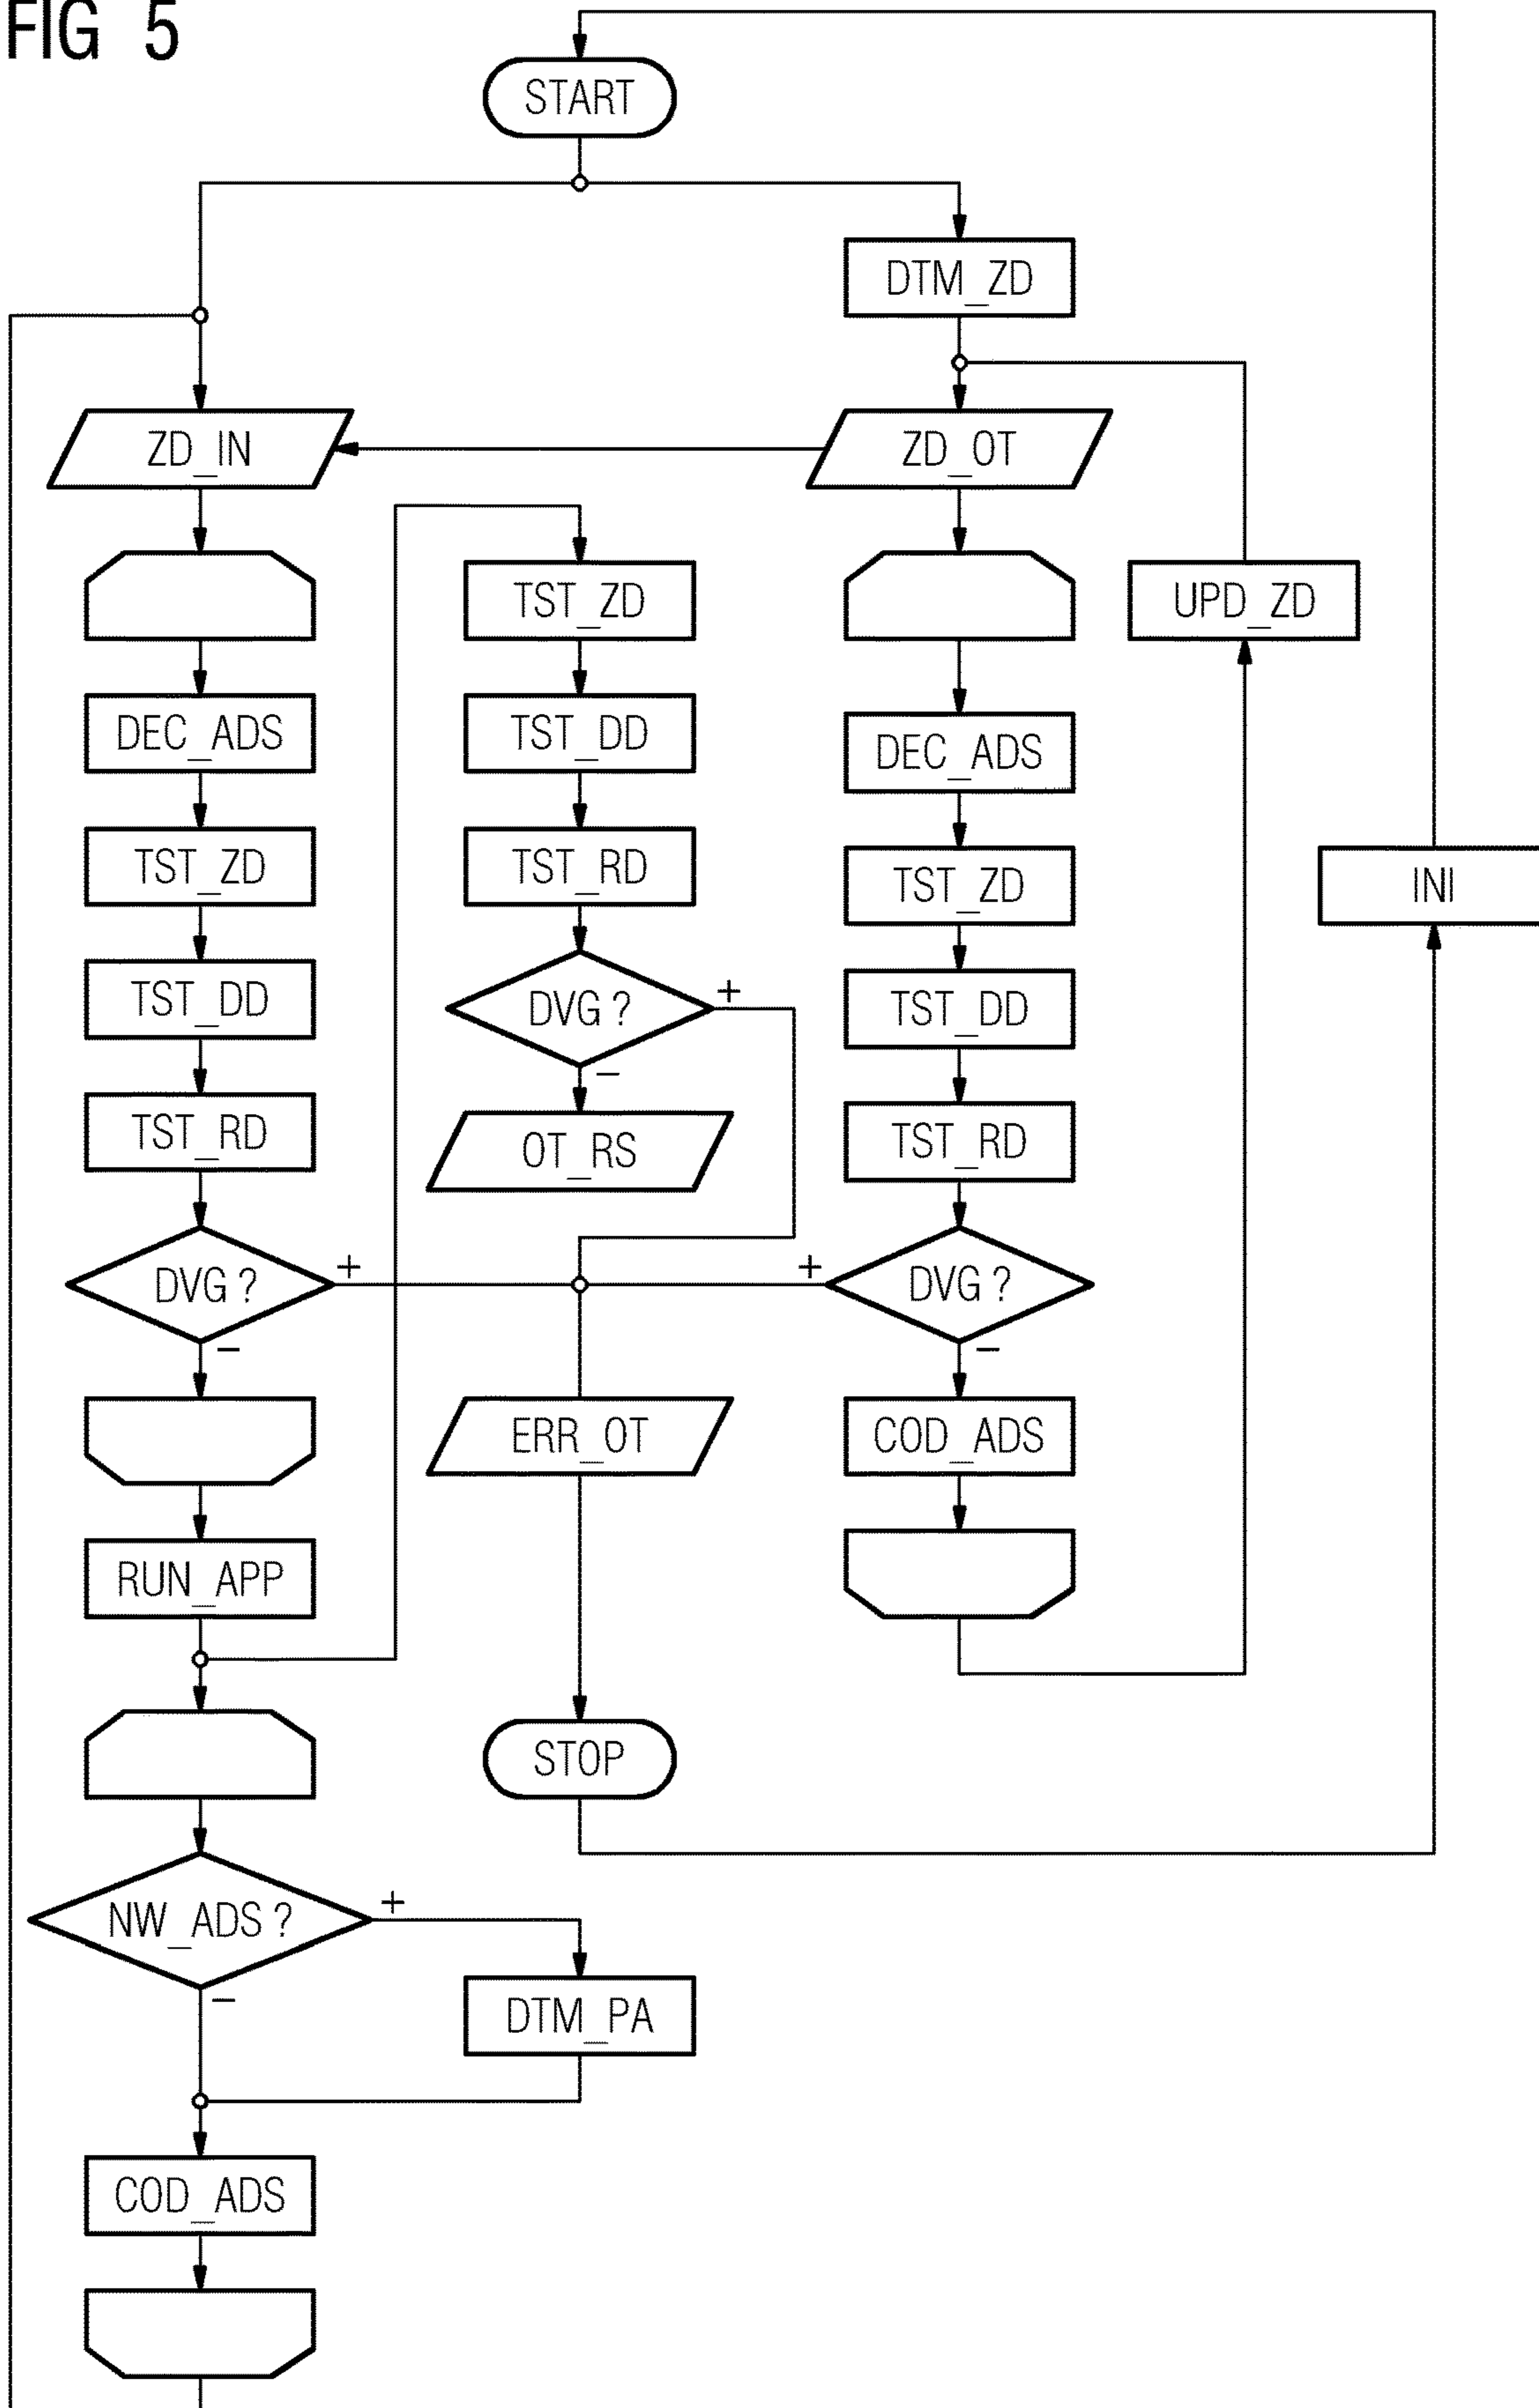 FIG 5
START
DTM_ZD
ZD_IN
ZD_OT
TST_ZD
UPD_ZD
DEC_ADS
TST_DD
DEC_ADS
TST_ZD
TST_RD
TST_ZD
INI
TST_DD
DVG ?
+
−
TST_DD
TST_RD
OT_RS
TST_RD
DVG ?
+
−
+
DVG ?
−
ERR_OT
COD_ADS
RUN_APP
STOP
NW_ADS ?
+
−
DTM_PA
COD_ADS